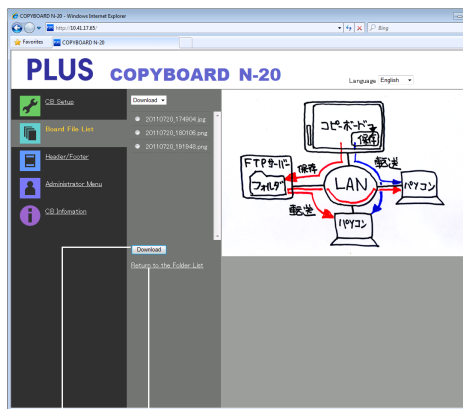 COPYBOARD N-20 - Windows Internet Explorer
http://10.41.17.65/
Bing
Favorites
COPYBOARD N-20
PLUS COPYBOARD N-20
Language English
CB Setup
Board File List
Header/Footer
Administrator Menu
CB Infomation
Download
20110720_174904.jpg
20110720_180106.png
20110720_191943.png
Download
Return to the Folder List
コピーボード
保存
FTPサーバー
保存
転送
フォルダ
LAN
パソコン
転送
パソコン